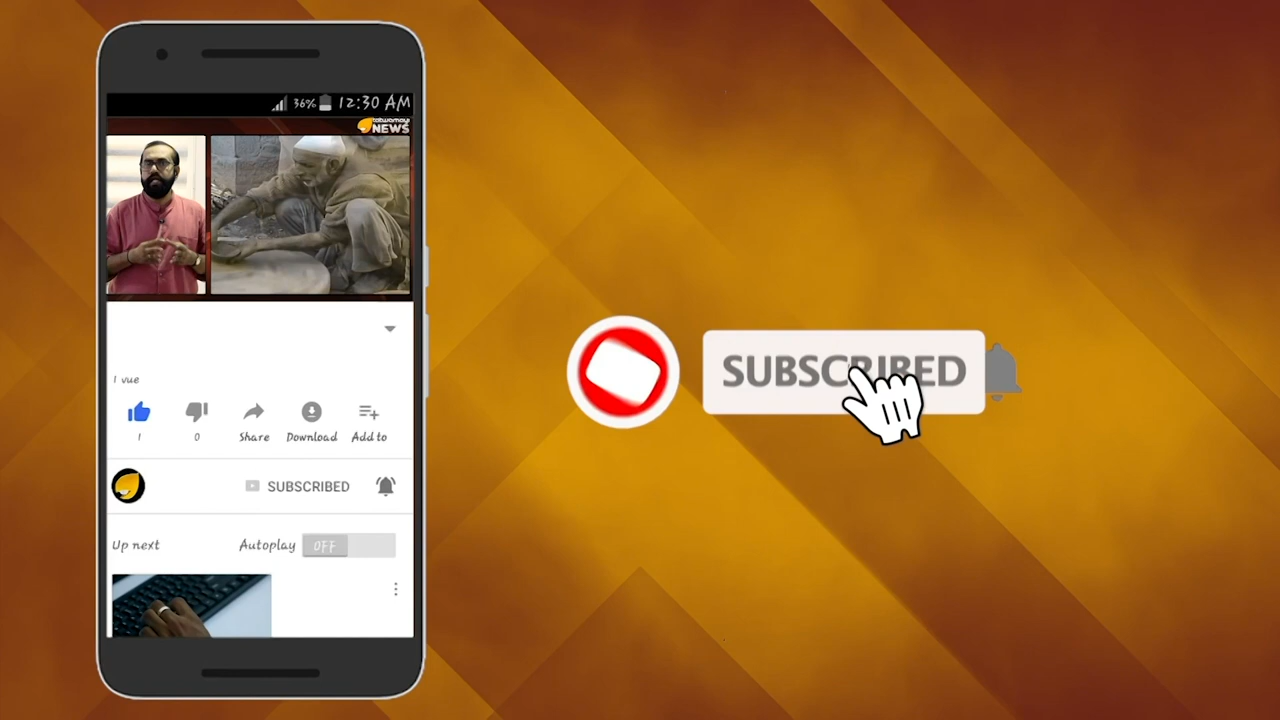 36% 12:30 AM
tatwamayi
NEWS
1 vue
1
0
Share
Download
Add to
SUBSCRIBED
Up next
Autoplay
OFF
SUBSCRIBED